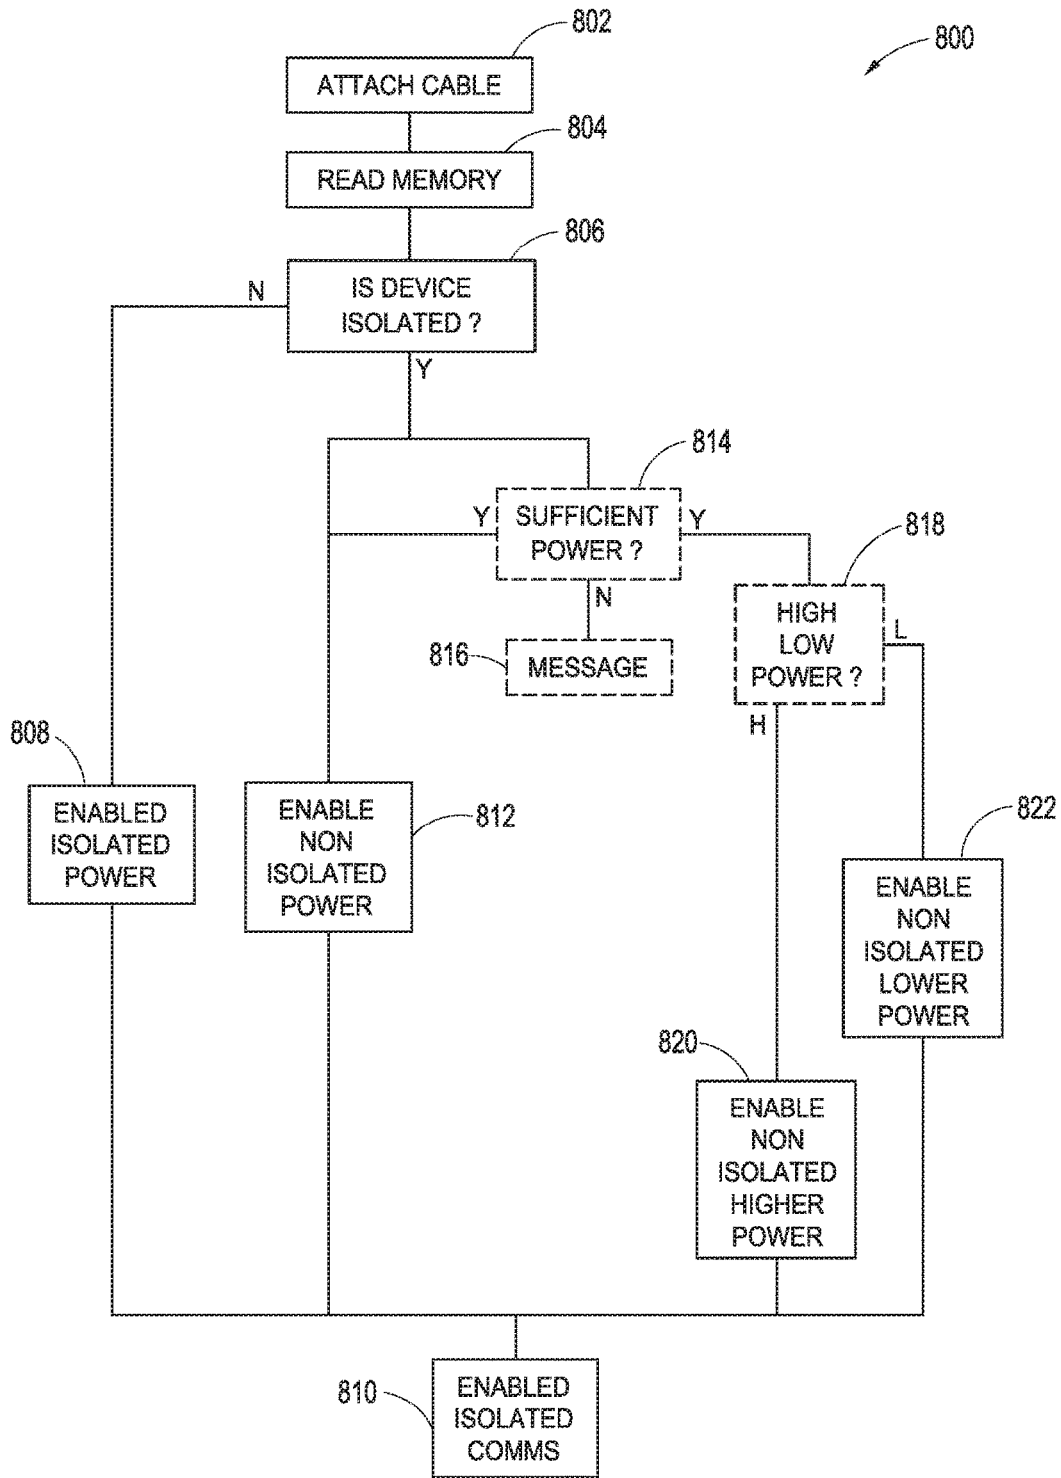 802
800
ATTACH CABLE
804
READ MEMORY
806
N
IS DEVICE
ISOLATED ?
Y
814
Y
SUFFICIENT
POWER ?
Y
818
N
816
MESSAGE
HIGH
LOW
POWER ?
L
H
808
ENABLED
ISOLATED
POWER
ENABLE
NON
ISOLATED
POWER
812
822
ENABLE
NON
ISOLATED
LOWER
POWER
820
ENABLE
NON
ISOLATED
HIGHER
POWER
810
ENABLED
ISOLATED
COMMS